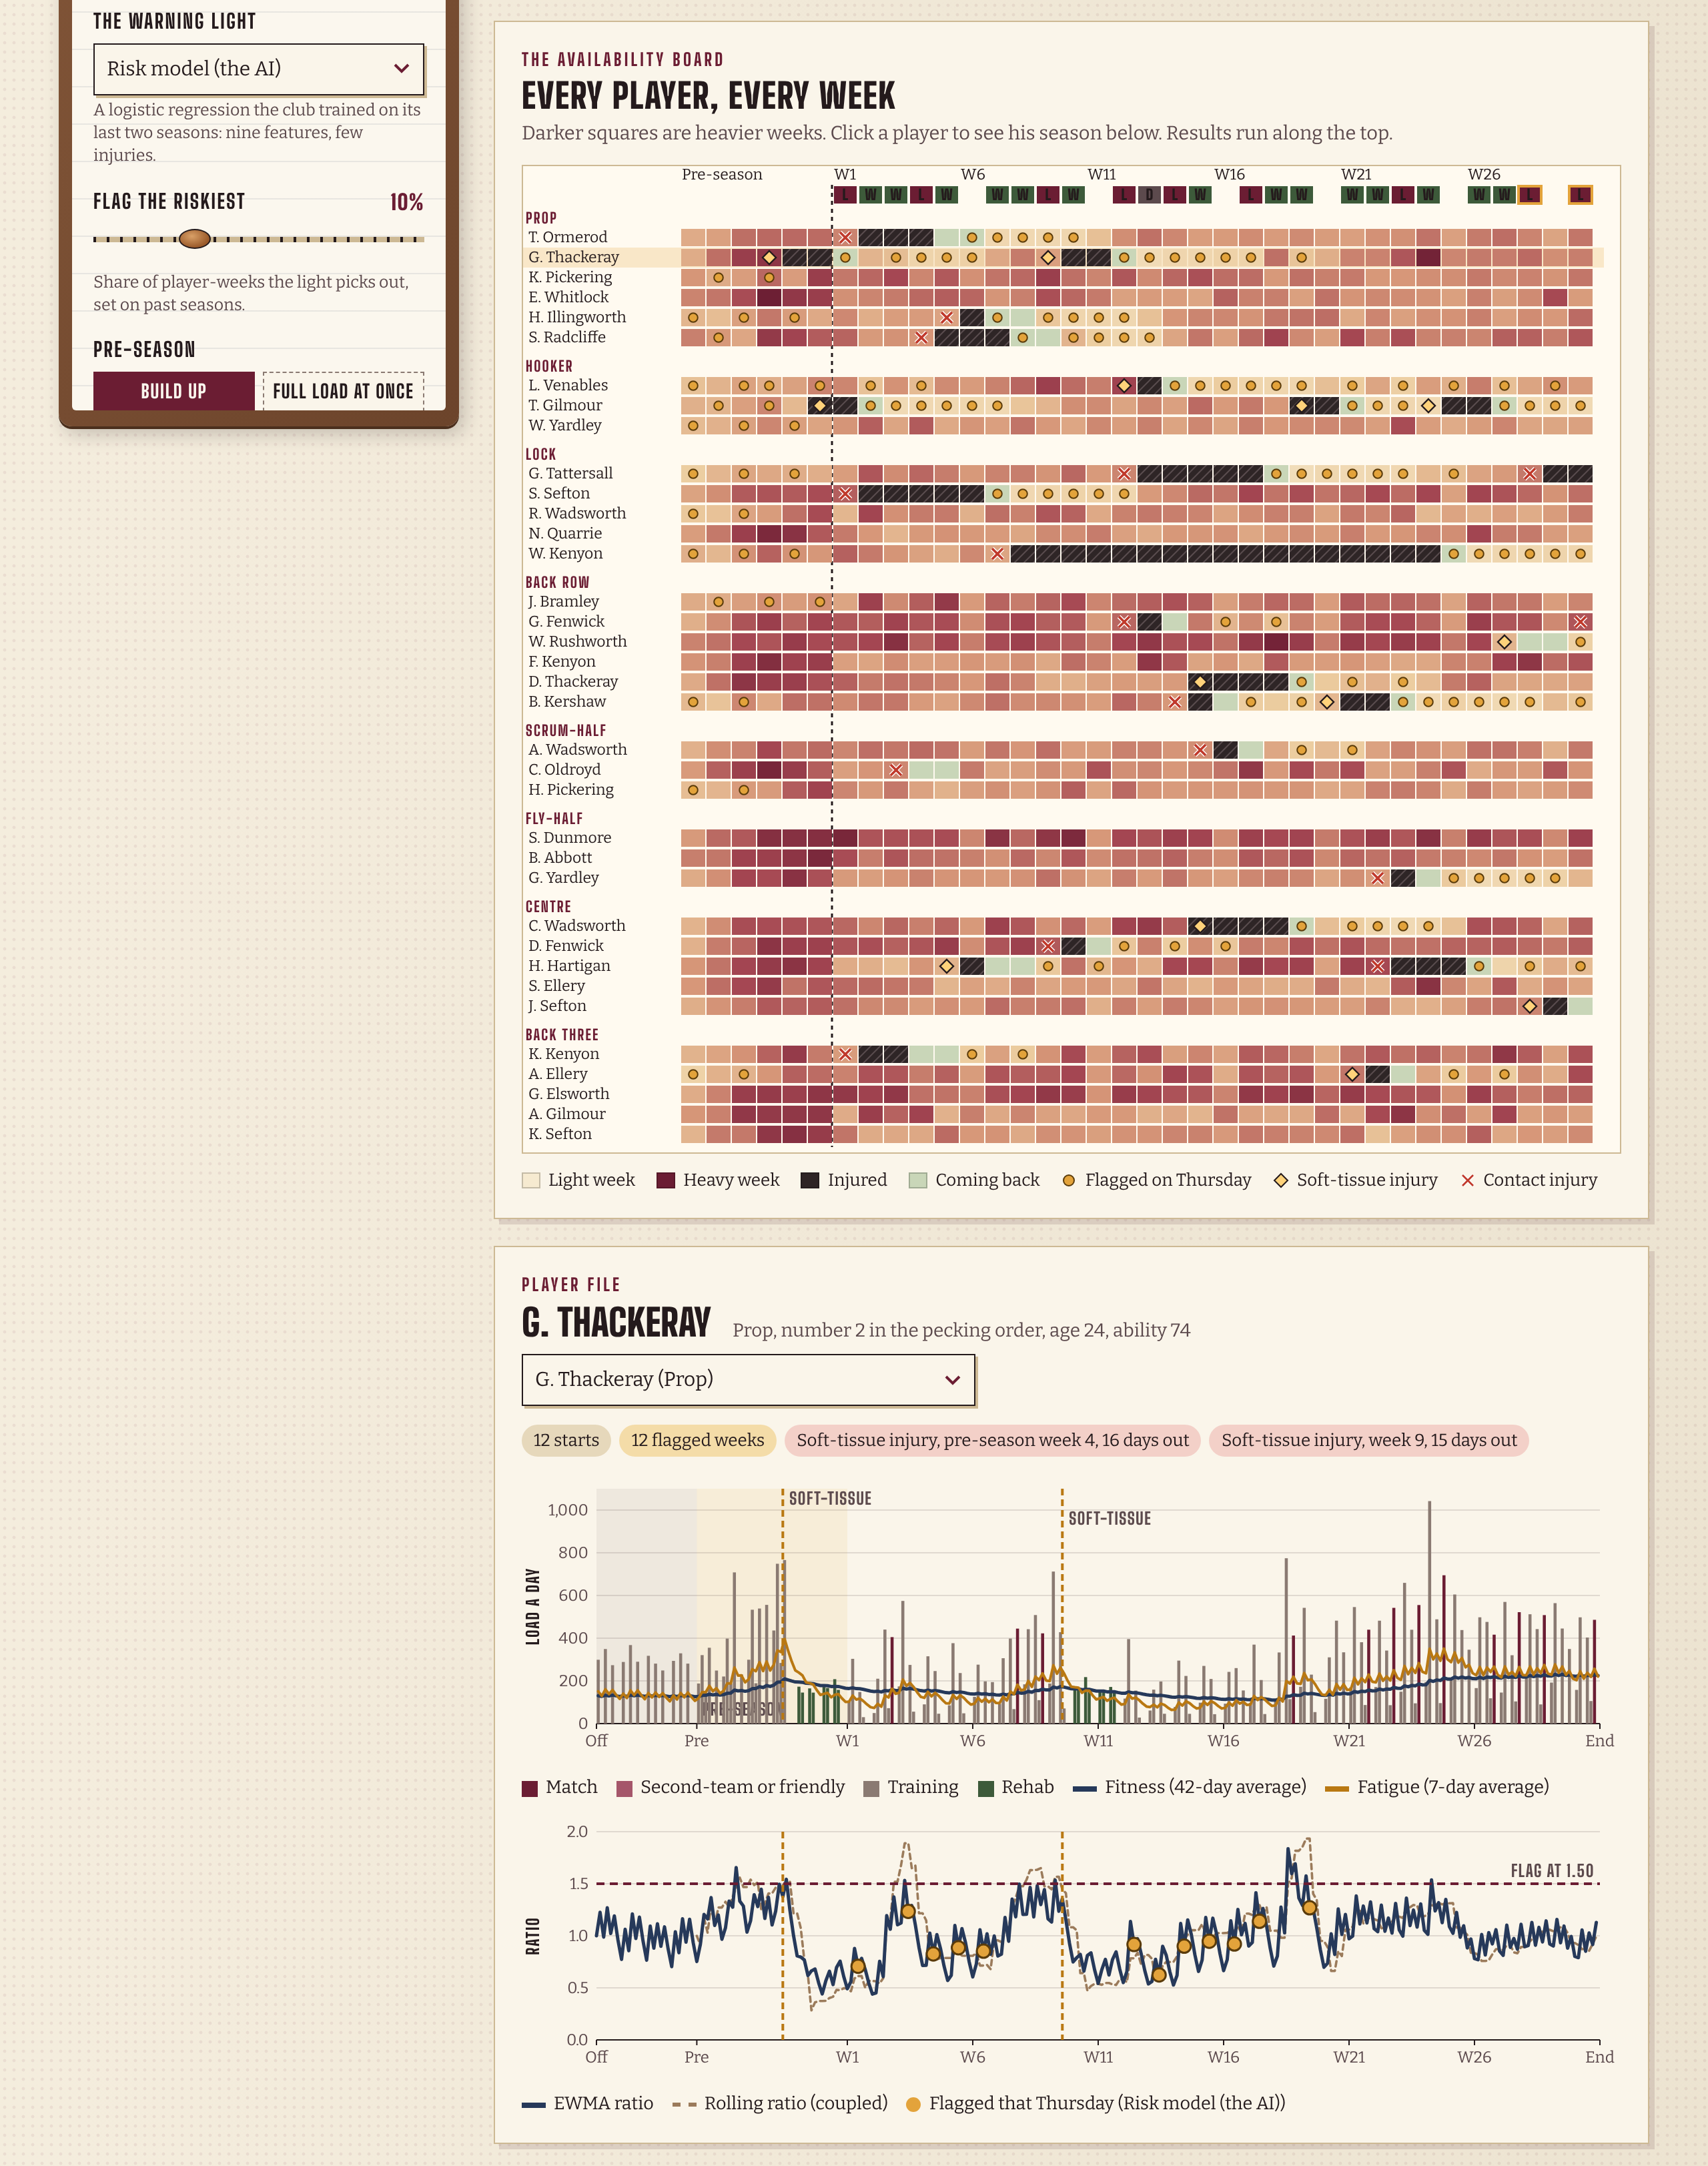 THE WARNING LIGHT
Risk model (the AI)
A logistic regression the club trained on its
last two seasons: nine features, few
injuries.
FLAG THE RISKIEST 10%
Share of player-weeks the light picks out,
set on past seasons.
PRE-SEASON
BUILD UP FULL LOAD AT ONCE
THE AVAILABILITY BOARD
EVERY PLAYER, EVERY WEEK
Darker squares are heavier weeks. Click a player to see his season below. Results run along the top.
Pre-season W1 W6 W11 W16 W21 W26
L W W L W W W L W L D L W L W W W W L W W W L L
PROP
T. Ormerod
G. Thackeray
K. Pickering
E. Whitlock
H. Illingworth
S. Radcliffe
HOOKER
L. Venables
T. Gilmour
W. Yardley
LOCK
G. Tattersall
S. Sefton
R. Wadsworth
N. Quarrie
W. Kenyon
BACK ROW
J. Bramley
G. Fenwick
W. Rushworth
F. Kenyon
D. Thackeray
B. Kershaw
SCRUM-HALF
A. Wadsworth
C. Oldroyd
H. Pickering
FLY-HALF
S. Dunmore
B. Abbott
G. Yardley
CENTRE
C. Wadsworth
D. Fenwick
H. Hartigan
S. Ellery
J. Sefton
BACK THREE
K. Kenyon
A. Ellery
G. Elsworth
A. Gilmour
K. Sefton
Light week Heavy week Injured Coming back Flagged on Thursday Soft-tissue injury Contact injury
PLAYER FILE
G. THACKERAY Prop, number 2 in the pecking order, age 24, ability 74
G. Thackeray (Prop)
12 starts 12 flagged weeks Soft-tissue injury, pre-season week 4, 16 days out Soft-tissue injury, week 9, 15 days out
SOFT-TISSUE
SOFT-TISSUE
LOAD A DAY
1,000
800
600
400
200
0
PRE-SEASON
Off Pre W1 W6 W11 W16 W21 W26 End
Match Second-team or friendly Training Rehab Fitness (42-day average) Fatigue (7-day average)
RATIO
2.0
FLAG AT 1.50
1.5
1.0
0.5
0.0
Off Pre W1 W6 W11 W16 W21 W26 End
EWMA ratio Rolling ratio (coupled) Flagged that Thursday (Risk model (the AI))